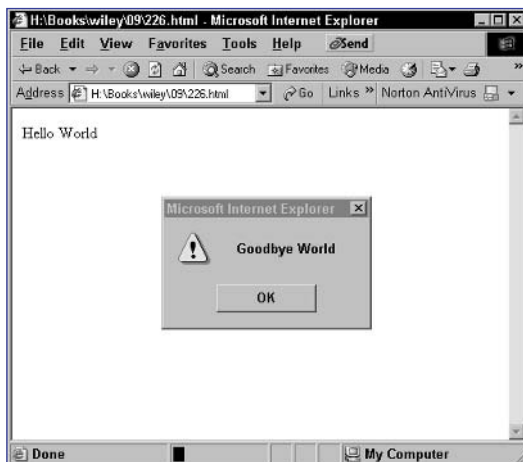 H:\Books\wiley\09\226.html - Microsoft Internet Explorer
File Edit View Favorites Tools Help Send
Back Search Favorites Media »
Address H:\Books\wiley\09\226.html Go Links » Norton AntiVirus
Hello World
Microsoft Internet Explorer
Goodbye World
OK
Done My Computer